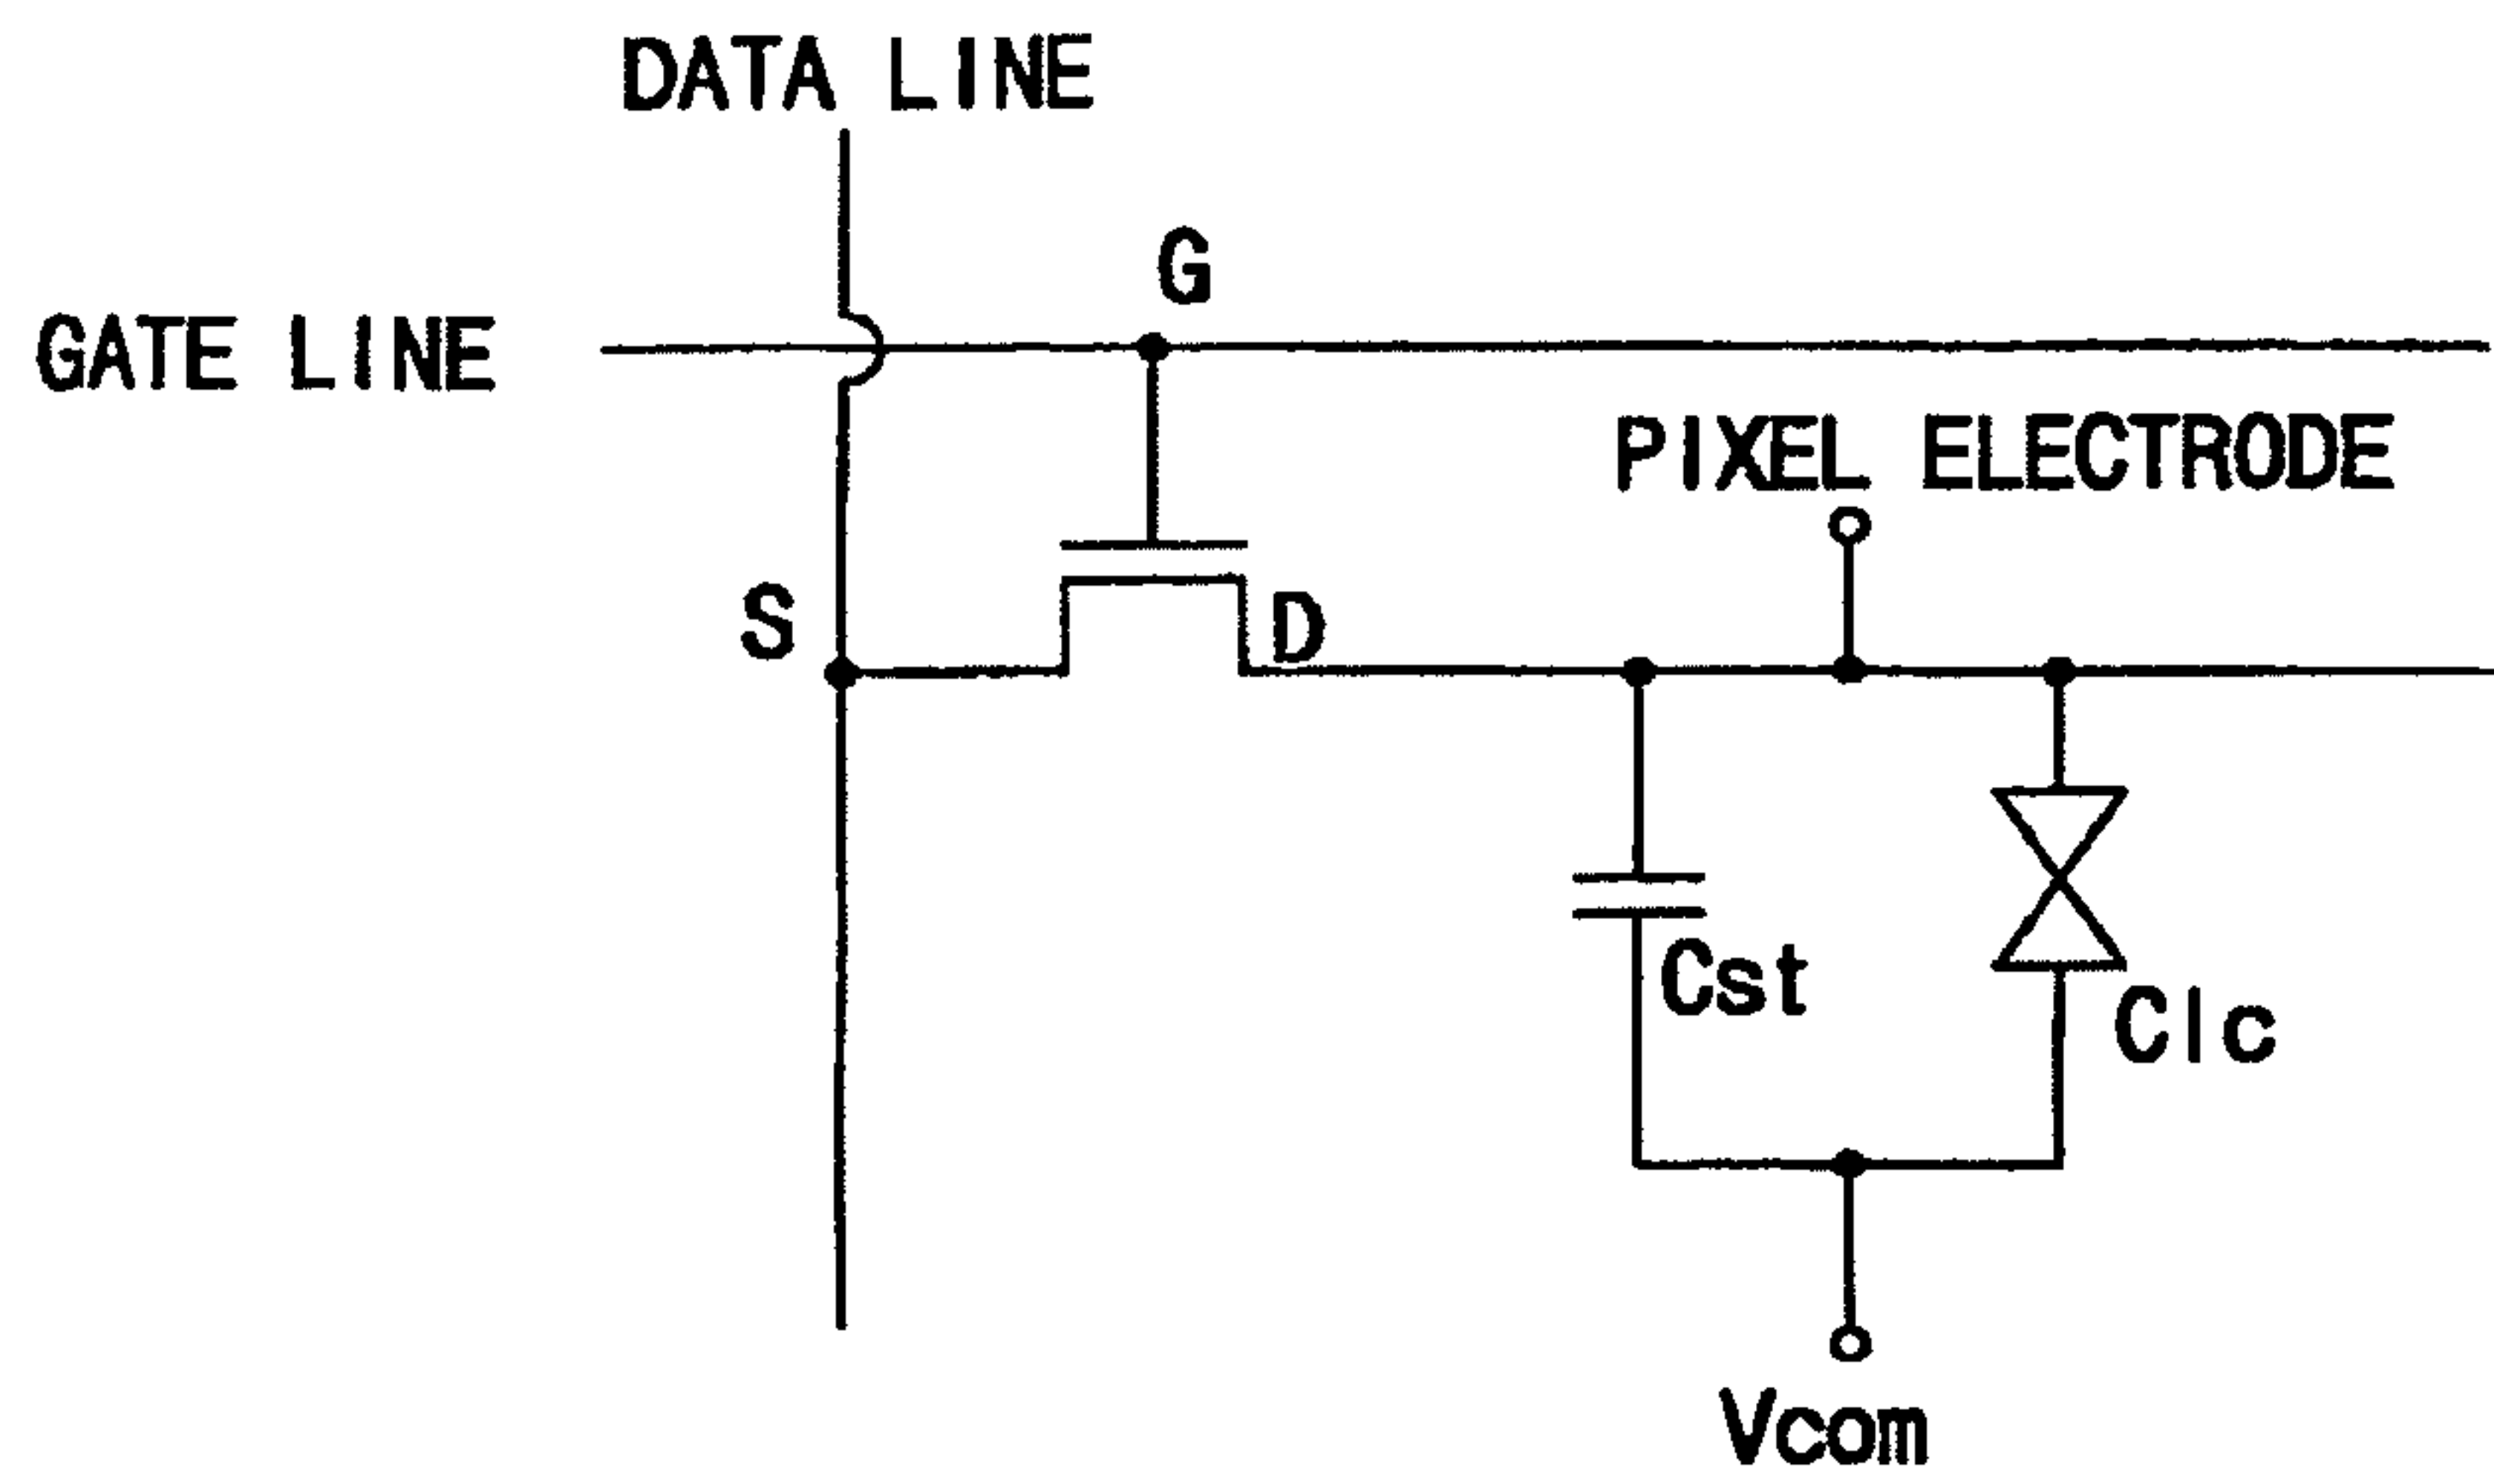 DATA LINE
G
GATE LINE
PIXEL ELECTRODE
S
D
Cst
Clc
Vcom